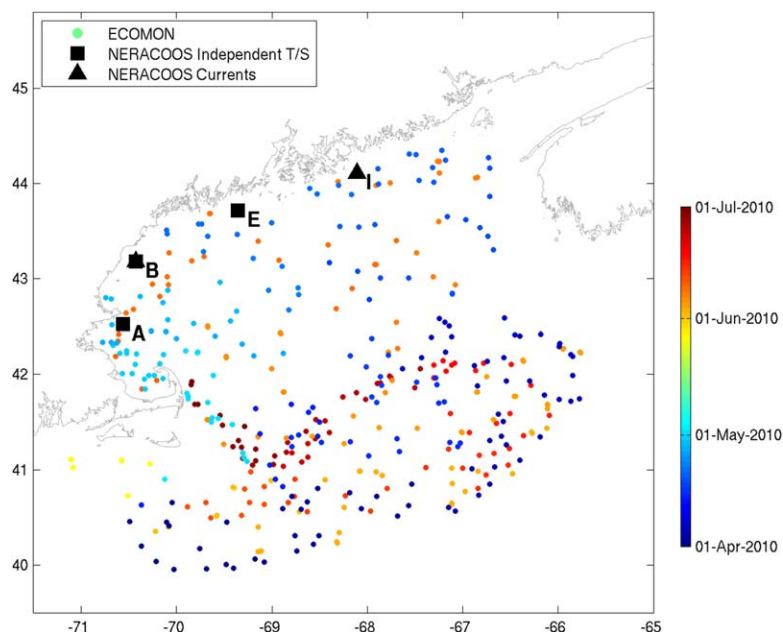 ECOMON
NERACOOS Independent T/S
NERACOOS Currents
45
44
43
42
41
40
I
E
B
A
01-Jul-2010
01-Jun-2010
01-May-2010
01-Apr-2010
-71
-70
-69
-68
-67
-66
-65